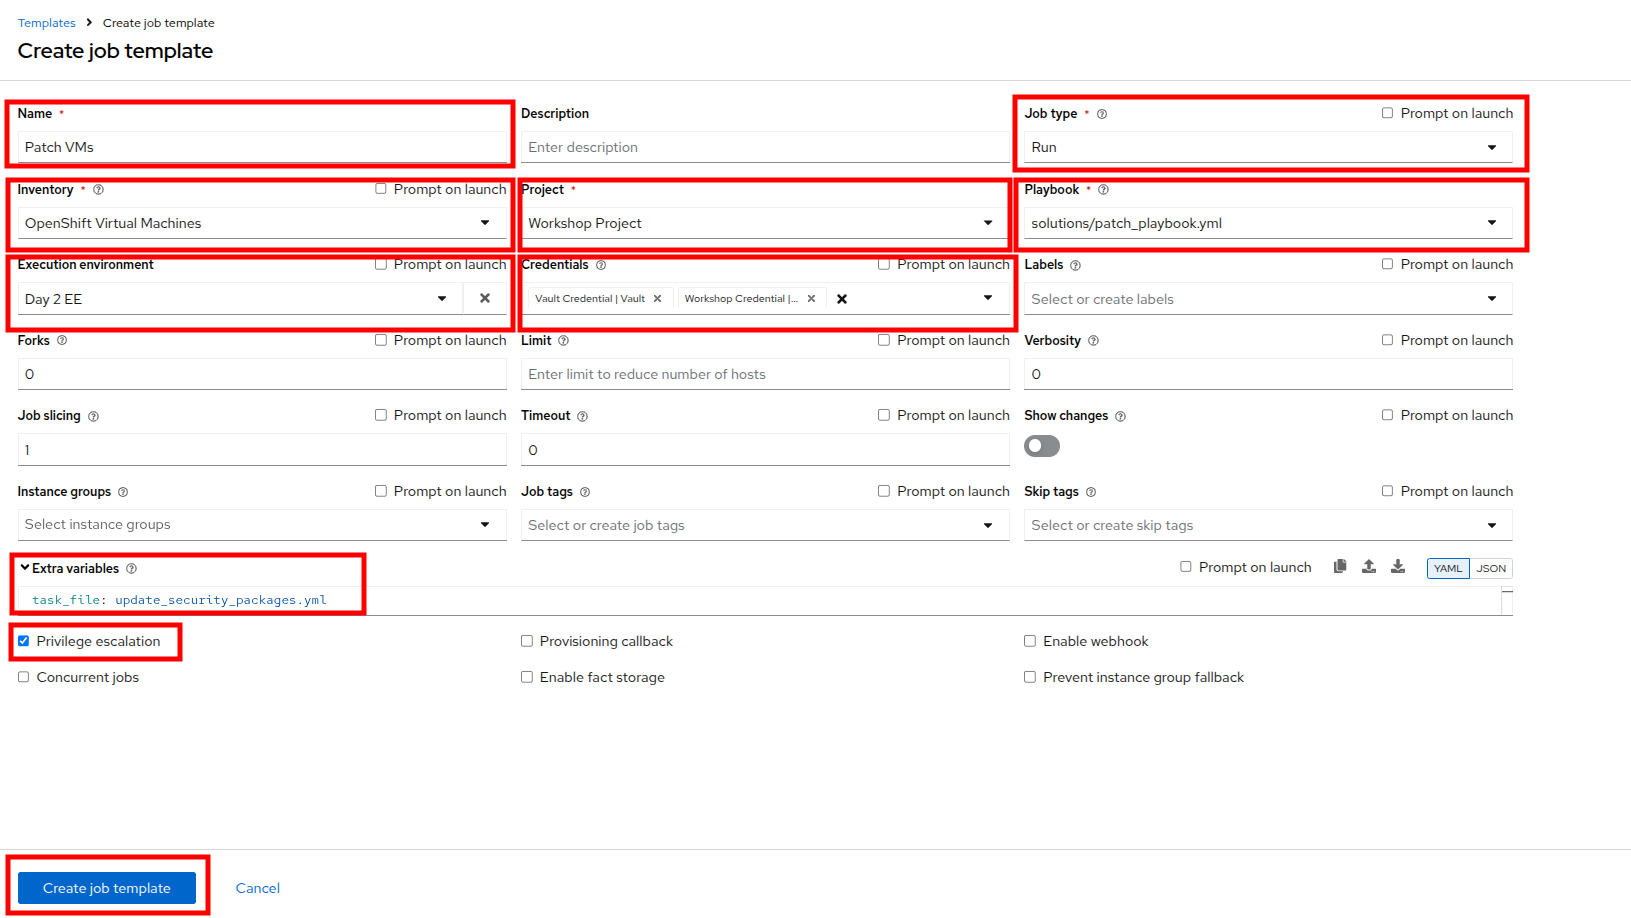 Templates > Create job template
Create job template
Name *
Patch VMs
Description
Enter description
Job type * Prompt on launch
Run
Inventory * Prompt on launch
OpenShift Virtual Machines
Project *
Workshop Project
Playbook *
solutions/patch_playbook.yml
Execution environment Prompt on launch
Day 2 EE
Credentials Prompt on launch
Vault Credential | Vault Workshop Credential |...
Labels Prompt on launch
Select or create labels
Forks Prompt on launch
0
Limit Prompt on launch
Enter limit to reduce number of hosts
Verbosity Prompt on launch
0
Job slicing Prompt on launch
1
Timeout Prompt on launch
0
Show changes Prompt on launch
Instance groups Prompt on launch
Select instance groups
Job tags Prompt on launch
Select or create job tags
Skip tags Prompt on launch
Select or create skip tags
Extra variables Prompt on launch YAML JSON
task_file: update_security_packages.yml
Privilege escalation
Provisioning callback
Enable webhook
Concurrent jobs
Enable fact storage
Prevent instance group fallback
Create job template Cancel